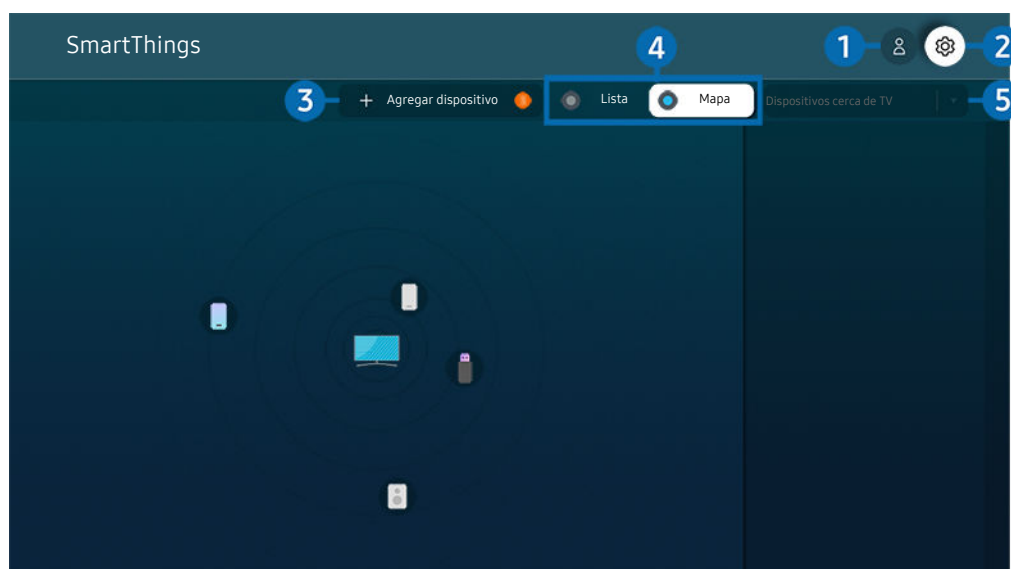 SmartThings
4
1
2
3
Agregar dispositivo
Lista
Mapa
Dispositivos cerca de TV
5